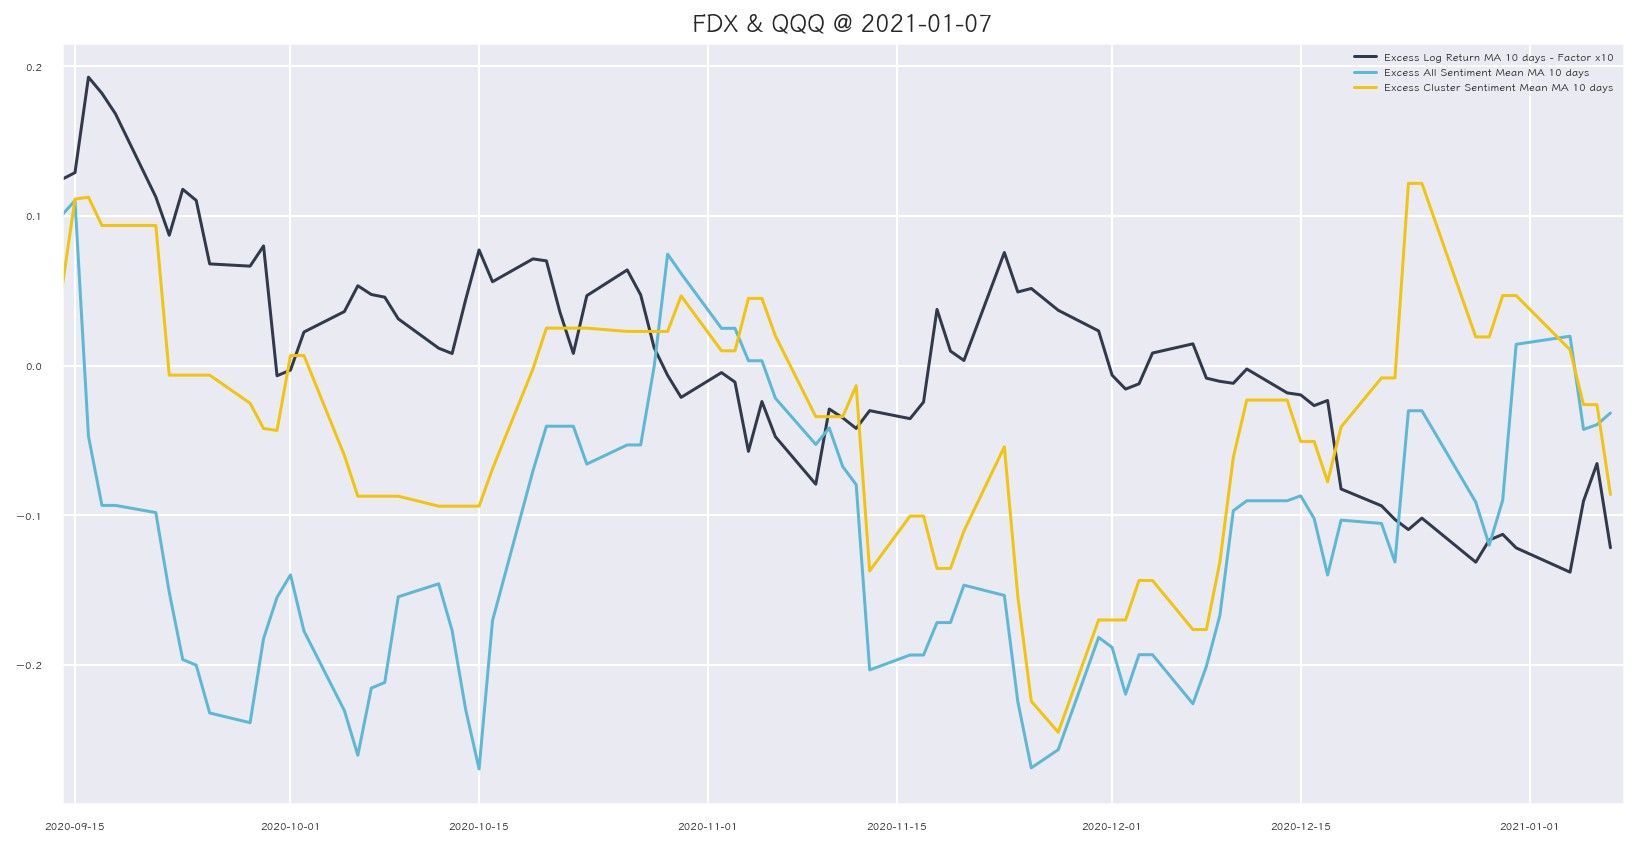 FDX & QQQ @ 2021-01-07
Excess Log Return MA 10 days - Factor x10
Excess All Sentiment Mean MA 10 days
Excess Cluster Sentiment Mean MA 10 days
0.2
0.1
0.0
−0.1
−0.2
2020-09-15 2020-10-01 2020-10-15 2020-11-01 2020-11-15 2020-12-01 2020-12-15 2021-01-01